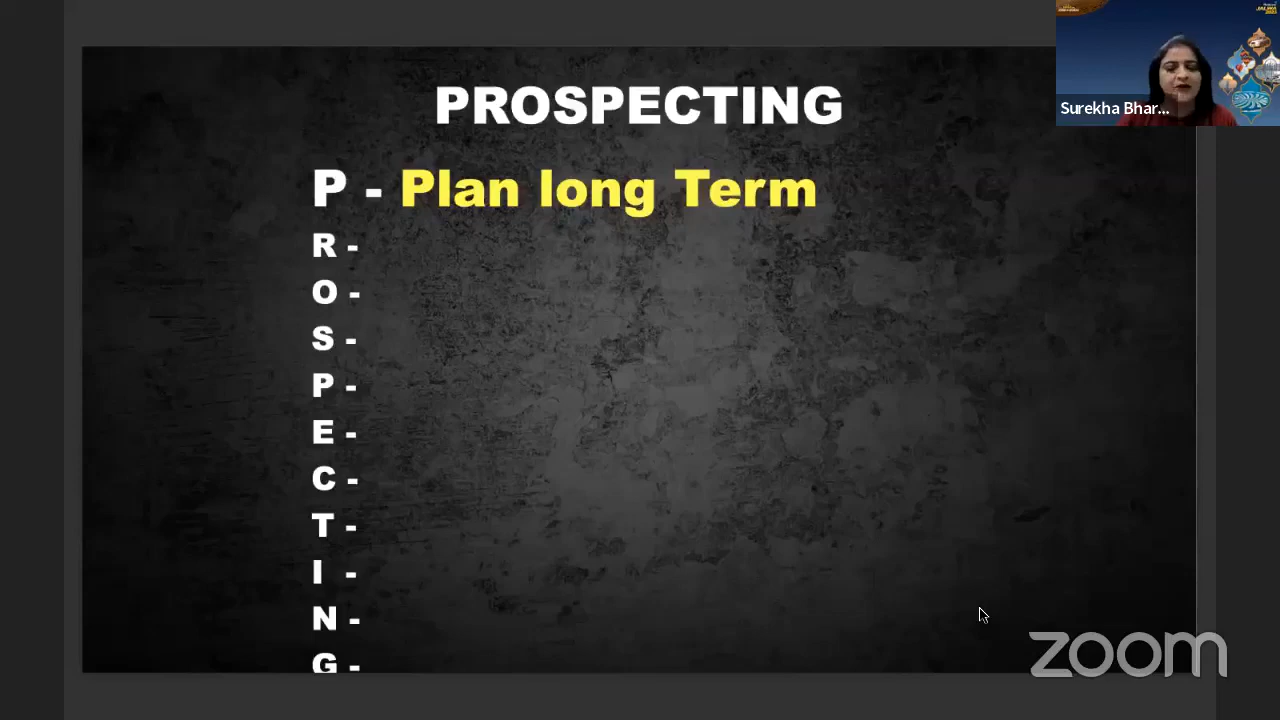 PROSPECTING
P - Plan long Term
R -
O -
S -
P -
E -
C -
T -
I -
N -
G -
Surekha Bhar...
zoom